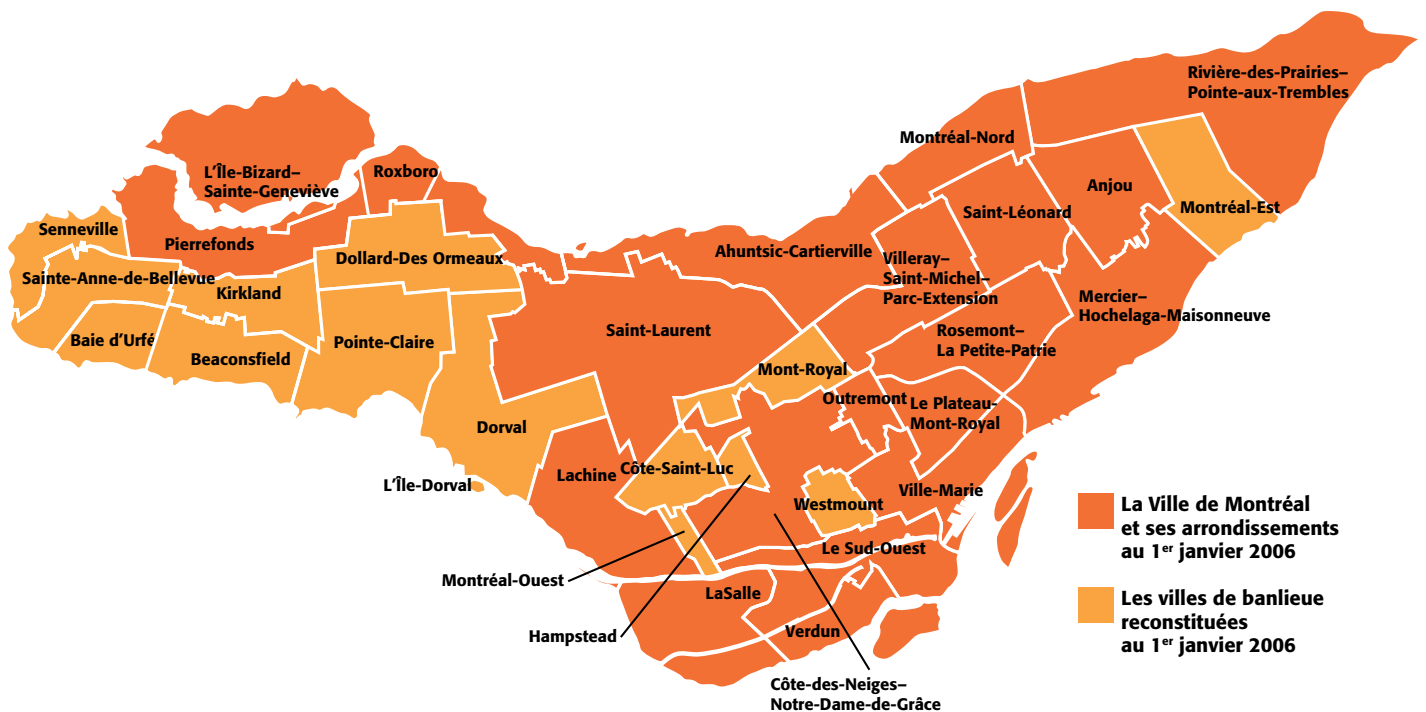 Rivière-des-Prairies–
Pointe-aux-Trembles
Montréal-Nord
L'Île-Bizard–
Sainte-Geneviève
Roxboro
Anjou
Saint-Léonard
Montréal-Est
Senneville
Pierrefonds
Ahuntsic-Cartierville
Dollard-Des Ormeaux
Villeray–
Saint-Michel–
Parc-Extension
Sainte-Anne-de-Bellevue
Kirkland
Mercier–
Hochelaga-Maisonneuve
Saint-Laurent
Rosemont–
La Petite-Patrie
Baie d'Urfé
Beaconsfield
Pointe-Claire
Mont-Royal
Outremont
Le Plateau-
Mont-Royal
Dorval
Lachine
Côte-Saint-Luc
L'Île-Dorval
Westmount
Ville-Marie
Le Sud-Ouest
Montréal-Ouest
LaSalle
Hampstead
Verdun
Côte-des-Neiges–
Notre-Dame-de-Grâce
La Ville de Montréal
et ses arrondissements
au 1er janvier 2006
Les villes de banlieue
reconstituées
au 1er janvier 2006